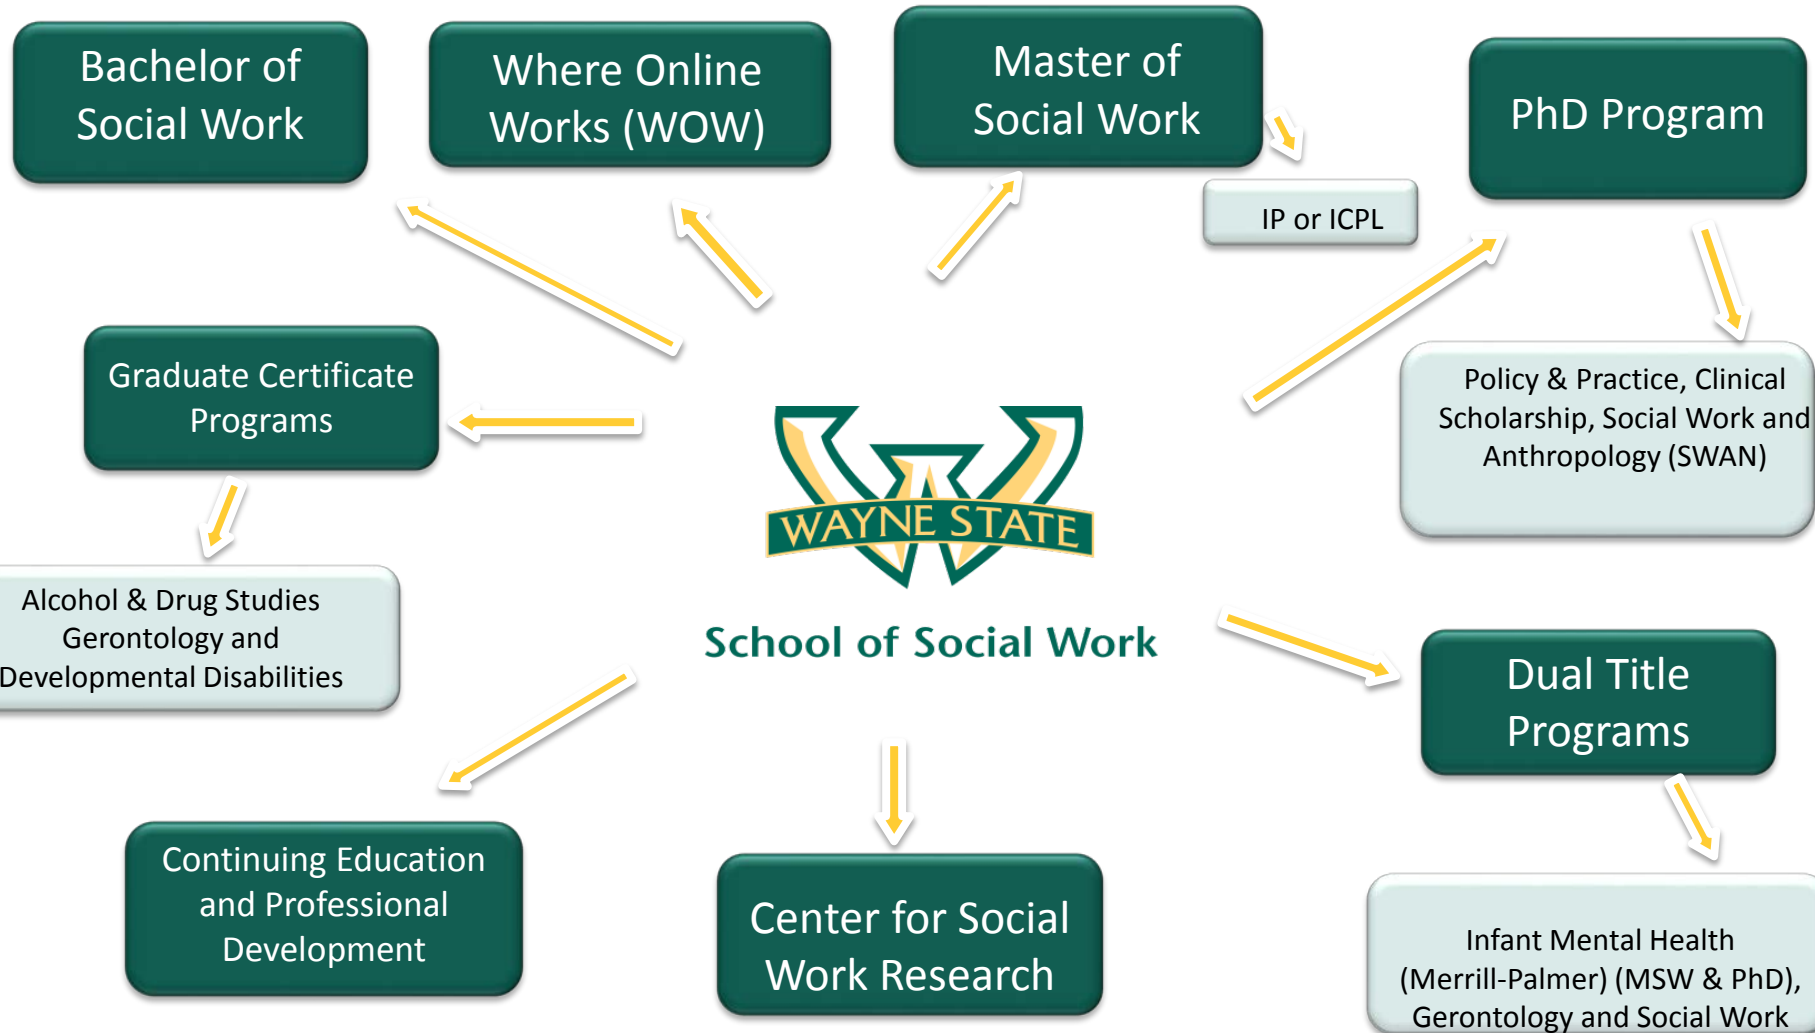 Bachelor of
Social Work
Where Online
Works (WOW)
Master of
Social Work
PhD Program
IP or ICPL
Graduate Certificate
Programs
Policy & Practice, Clinical
Scholarship, Social Work and
Anthropology (SWAN)
WAYNE STATE
School of Social Work
Alcohol & Drug Studies
Gerontology and
Developmental Disabilities
Dual Title
Programs
Continuing Education
and Professional
Development
Center for Social
Work Research
Infant Mental Health
(Merrill-Palmer) (MSW & PhD),
Gerontology and Social Work